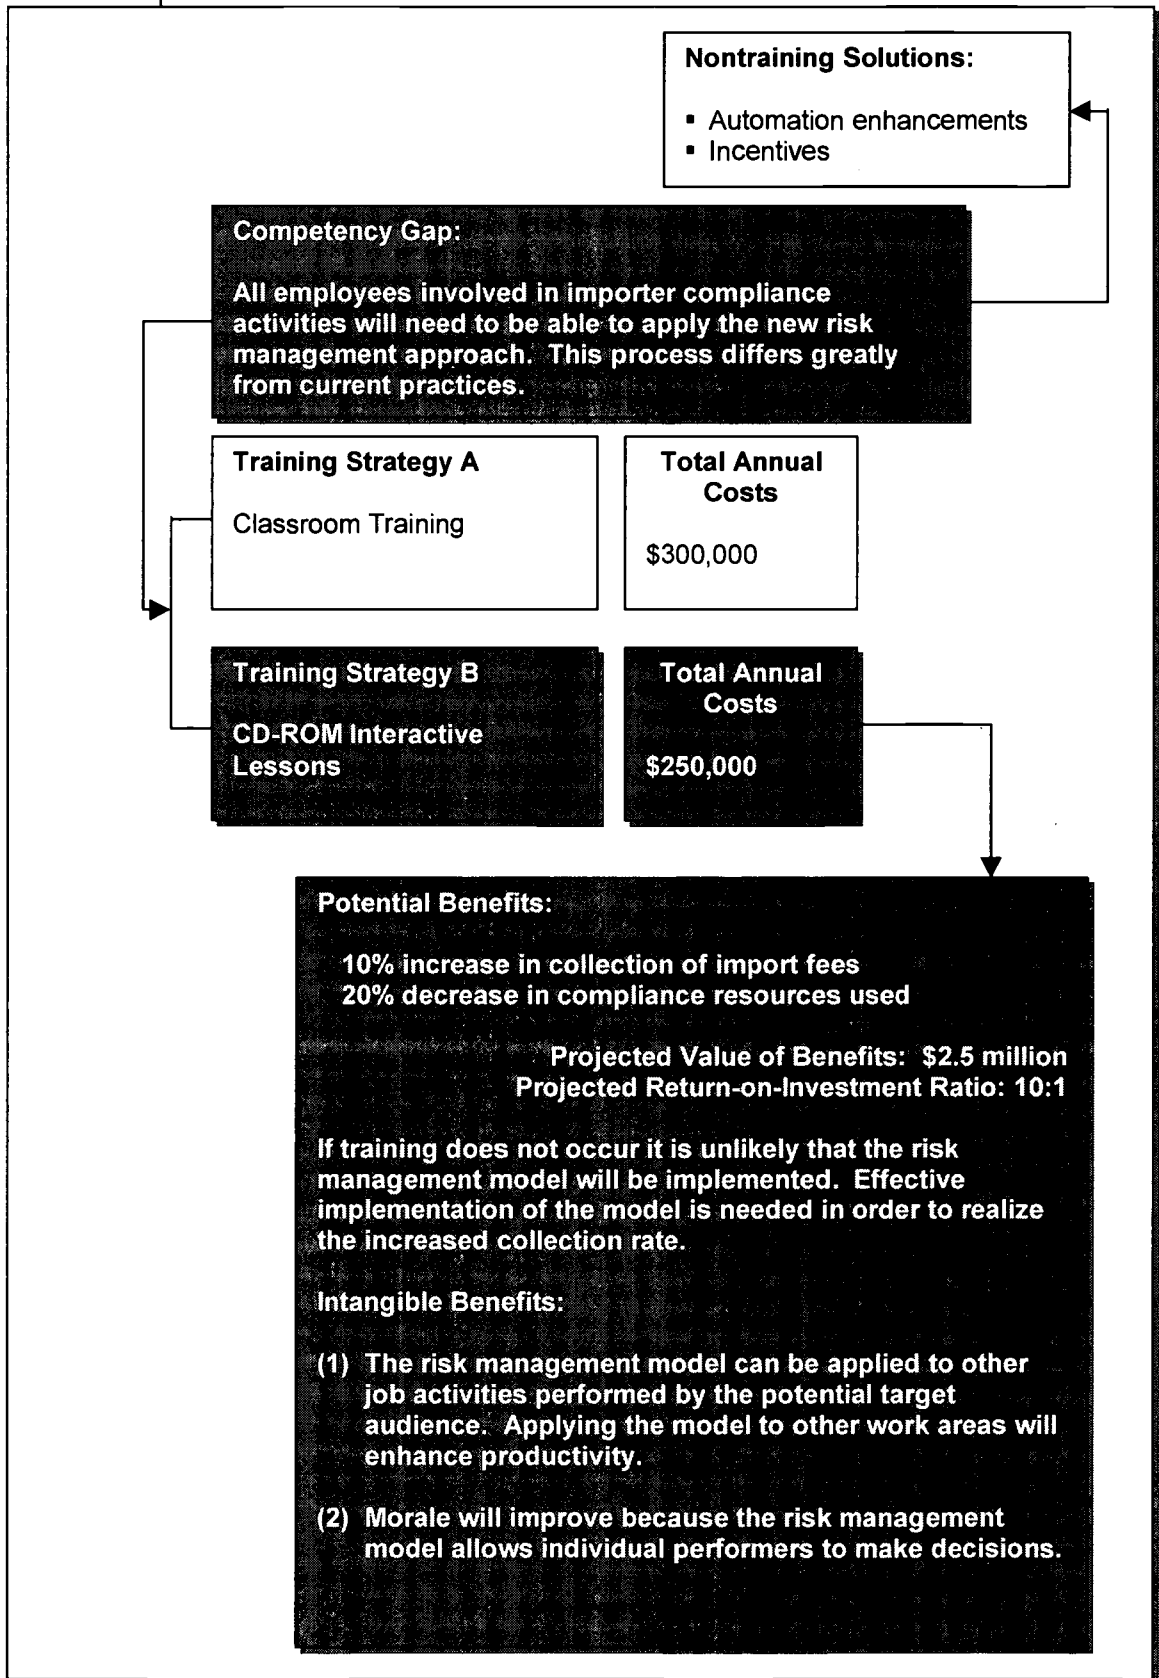 Nontraining Solutions:
▪ Automation enhancements
▪ Incentives
Competency Gap:
All employees involved in importer compliance
activities will need to be able to apply the new risk
management approach. This process differs greatly
from current practices.
Training Strategy A
Classroom Training
Total Annual
Costs
$300,000
Training Strategy B
CD-ROM Interactive
Lessons
Total Annual
Costs
$250,000
Potential Benefits:
10% increase in collection of import fees
20% decrease in compliance resources used
Projected Value of Benefits: $2.5 million
Projected Return-on-Investment Ratio: 10:1
If training does not occur it is unlikely that the risk
management model will be implemented. Effective
implementation of the model is needed in order to realize
the increased collection rate.
Intangible Benefits:
(1) The risk management model can be applied to other
job activities performed by the potential target
audience. Applying the model to other work areas will
enhance productivity.
(2) Morale will improve because the risk management
model allows individual performers to make decisions.